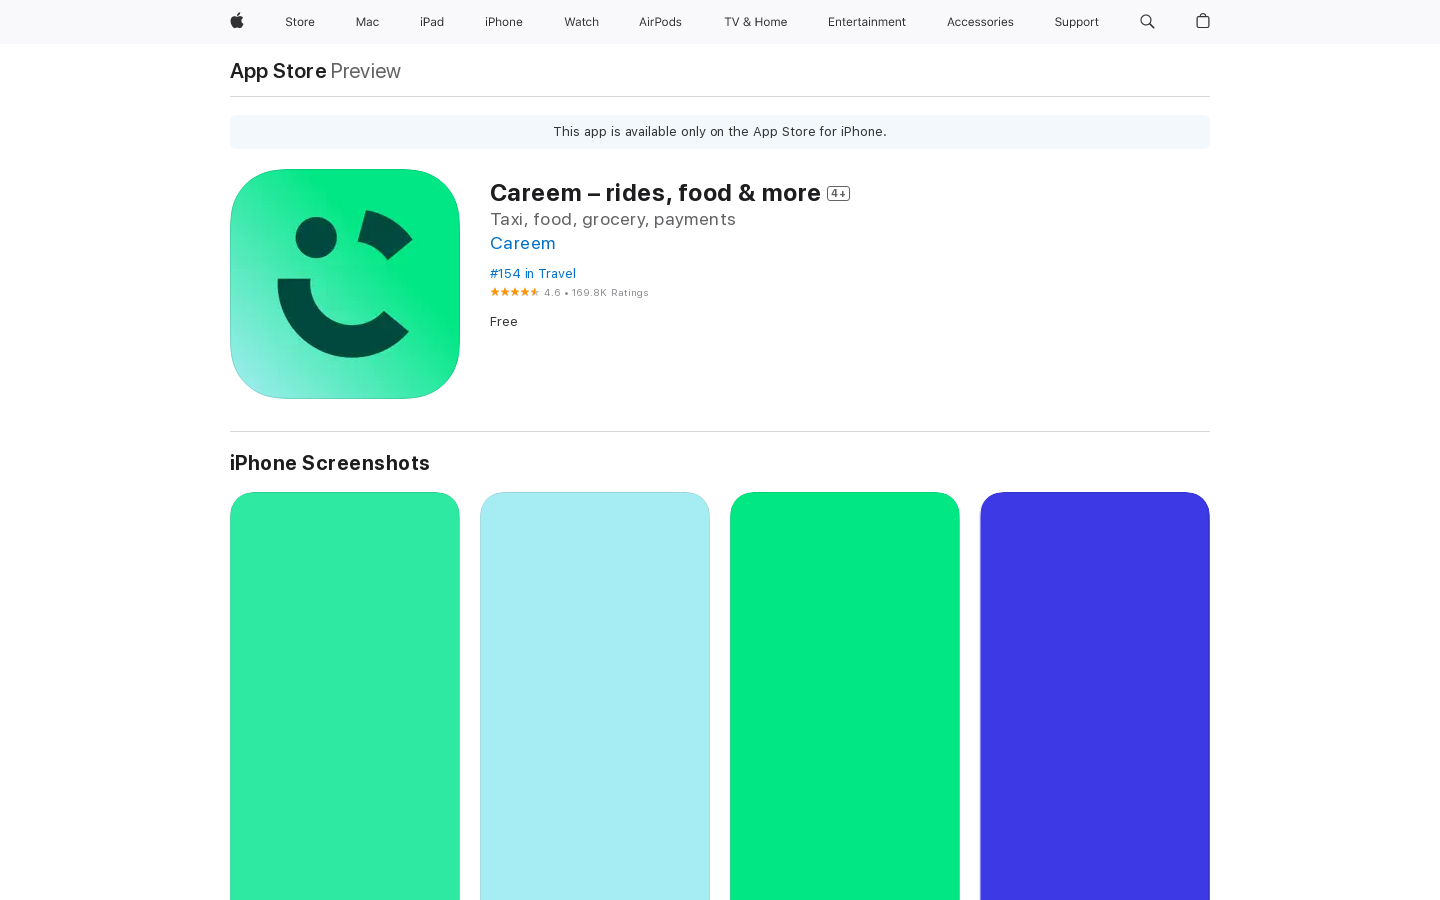 Store Mac iPad iPhone Watch AirPods TV & Home Entertainment Accessories Support
App Store Preview
This app is available only on the App Store for iPhone.
Careem – rides, food & more 4+
Taxi, food, grocery, payments
Careem
#154 in Travel
4.6 • 169.8K Ratings
Free
iPhone Screenshots